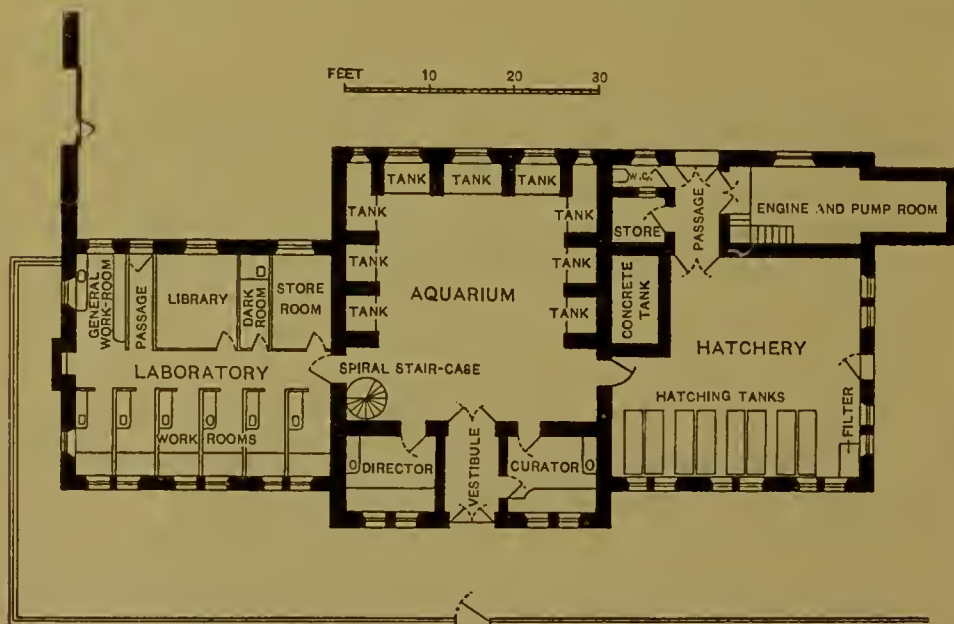 FEET 10 20 30
TANK TANK TANK
W.C.
TANK TANK
STORE
PASSAGE
ENGINE AND PUMP ROOM
GENERAL
WORK-ROOM
PASSAGE
LIBRARY
DARK
ROOM
STORE
ROOM
TANK
AQUARIUM
TANK
CONCRETE
TANK
TANK TANK
HATCHERY
LABORATORY
SPIRAL STAIR-CASE
HATCHING TANKS
FILTER
WORK ROOMS
DIRECTOR
VESTIBULE
CURATOR